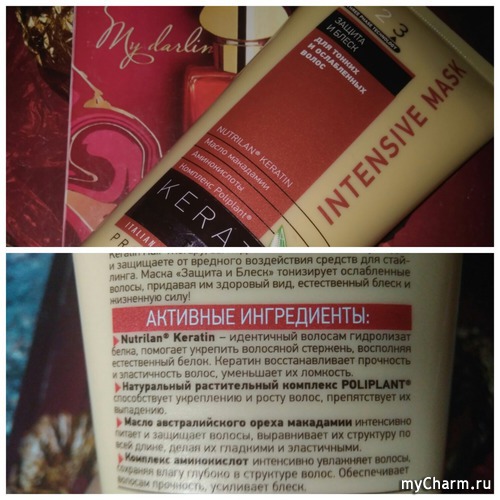 My darlin
2 3
ЗАЩИТА И БЛЕСК
ДЛЯ ТОНКИХ
И ОСЛАБЛЕННЫХ
ВОЛОС
NUTRILAN® KERATIN
Масло макадамии
Аминокислоты
Комплекс Poliplant®
INTENSIVE MASK
KERAT
ITALIAN
PR
и защищаете от вредного воздействия средств для стай-
линга. Маска «Защита и Блеск» тонизирует ослабленные
волосы, придавая им здоровый вид, естественный блеск и
жизненную силу!
АКТИВНЫЕ ИНГРЕДИЕНТЫ:
Nutrilan® Keratin – идентичный волосам гидролизат
белка, помогает укрепить волосяной стержень, восполняя
естественный белок. Кератин восстанавливает прочность
и эластичность волос, уменьшает их ломкость.
Натуральный растительный комплекс POLIPLANT®
способствует укреплению и росту волос, препятствует их
выпадению.
Масло австралийского ореха макадамии интенсивно
питает и защищает волосы, выравнивает их структуру по
всей длине, делая их гладкими и эластичными.
Комплекс аминокислот интенсивно увлажняет волосы,
сохраняя влагу глубоко в структуре волос. Обеспечивает
волосам прочность, усиливает блеск.
myCharm.ru